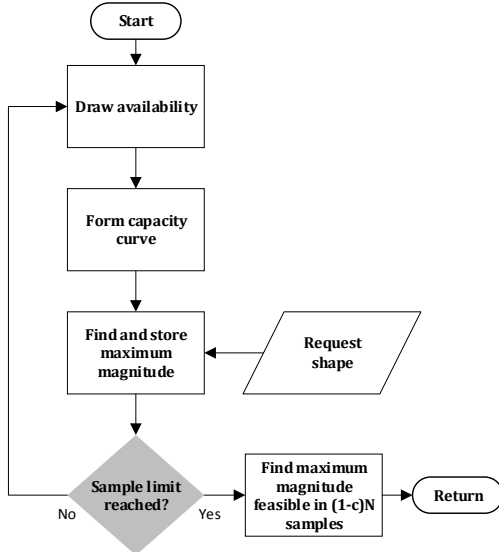 Start
Draw availability
Form capacity
curve
Find and store
maximum
magnitude
Request
shape
Sample limit
reached?
No
Yes
Find maximum
magnitude
feasible in (1-c)N
samples
Return